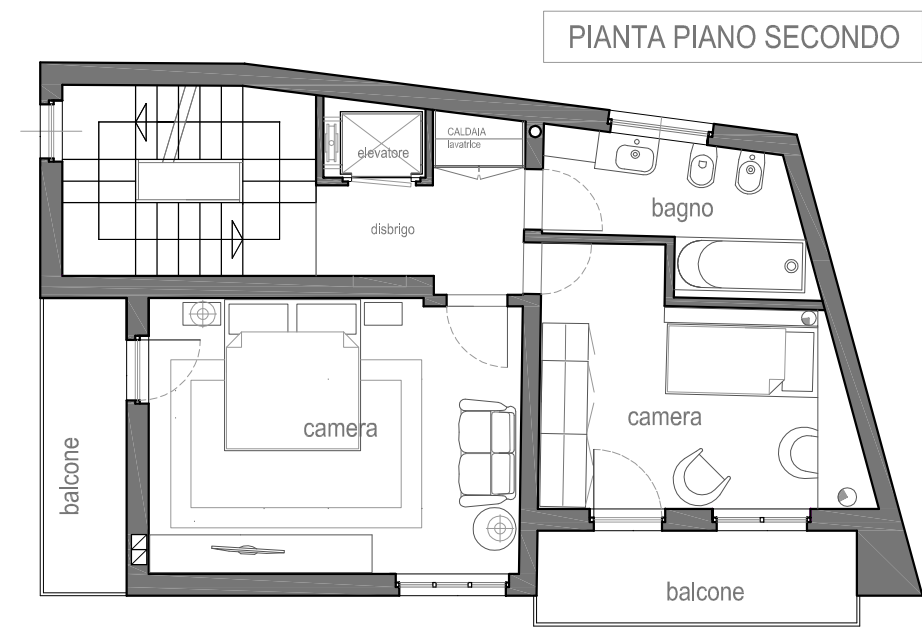 PIANTA PIANO SECONDO
CALDAIA
lavatrice
elevatore
bagno
disbrigo
camera
camera
balcone
balcone